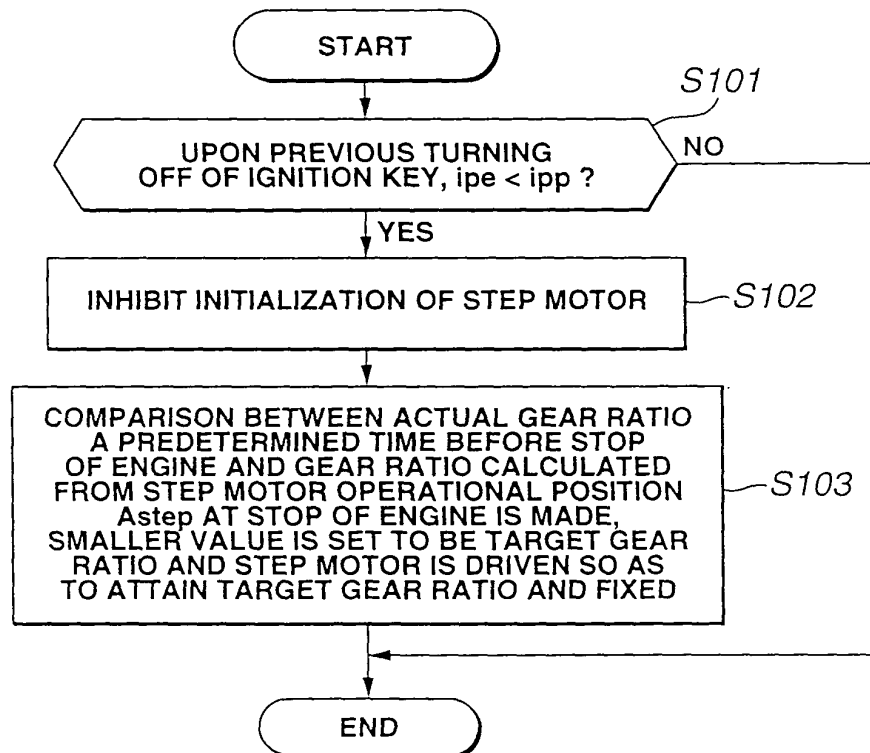 START
S101
UPON PREVIOUS TURNING
OFF OF IGNITION KEY, ipe < ipp ?
NO
YES
INHIBIT INITIALIZATION OF STEP MOTOR
S102
COMPARISON BETWEEN ACTUAL GEAR RATIO
A PREDETERMINED TIME BEFORE STOP
OF ENGINE AND GEAR RATIO CALCULATED
FROM STEP MOTOR OPERATIONAL POSITION
Astep AT STOP OF ENGINE IS MADE,
SMALLER VALUE IS SET TO BE TARGET GEAR
RATIO AND STEP MOTOR IS DRIVEN SO AS
TO ATTAIN TARGET GEAR RATIO AND FIXED
S103
END